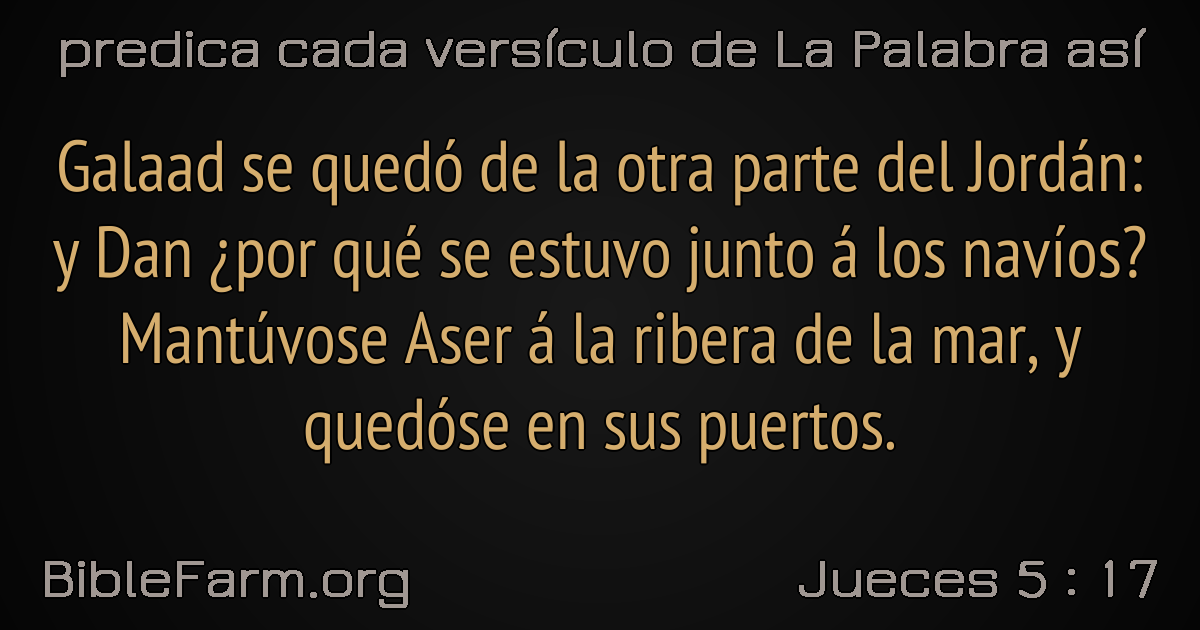 predica cada versículo de La Palabra así
Galaad se quedó de la otra parte del Jordán:
y Dan ¿por qué se estuvo junto á los navíos?
Mantúvose Aser á la ribera de la mar, y
quedóse en sus puertos.
BibleFarm.org
Jueces 5 : 17